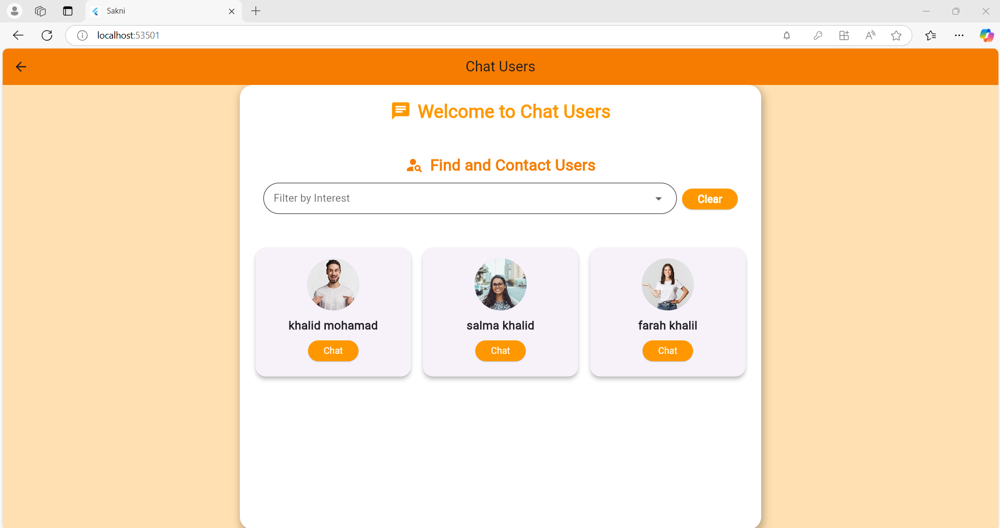 Sakni
localhost:53501
Chat Users
Welcome to Chat Users
Find and Contact Users
Filter by Interest
Clear
khalid mohamad
salma khalid
farah khalil
Chat
Chat
Chat